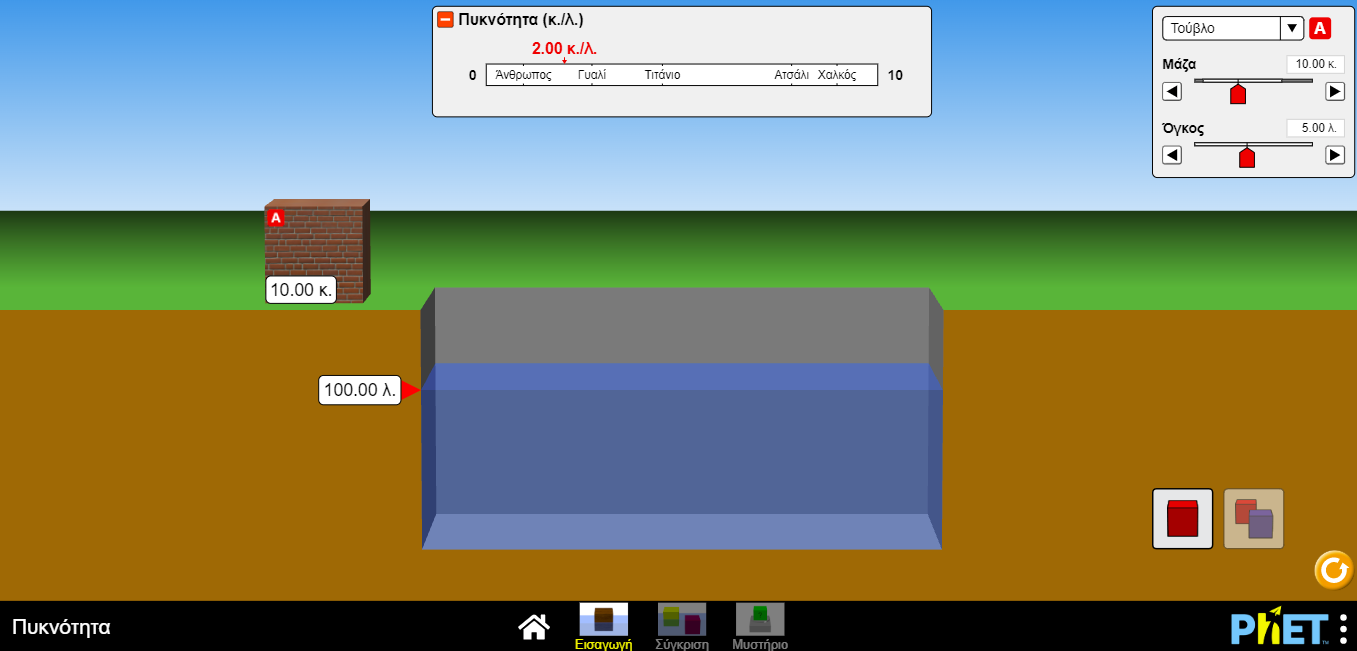 Πυκνότητα (κ./λ.)
2.00 κ./λ.
0 Άνθρωπος Γυαλί Τιτάνιο Ατσάλι Χαλκός 10
Τούβλο A
Μάζα 10.00 κ.
Όγκος 5.00 λ.
A
10.00 κ.
100.00 λ.
Πυκνότητα
Εισαγωγή Σύγκριση Μυστήριο
PhET